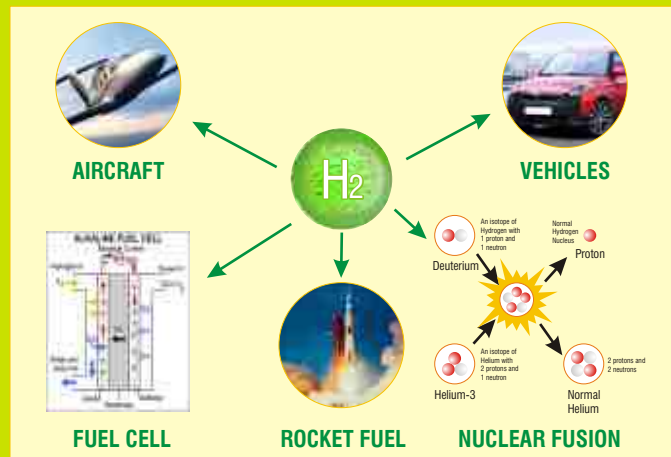 AIRCRAFT
H2
VEHICLES
An isotope of
Hydrogen with
1 proton and
1 neutron
Deuterium
Normal
Hydrogen
Nucleus
Proton
ALKALINE FUEL CELL
An isotope of
Helium with
2 protons and
1 neutron
Helium-3
2 protons and
2 neutrons
Normal
Helium
FUEL CELL
ROCKET FUEL
NUCLEAR FUSION